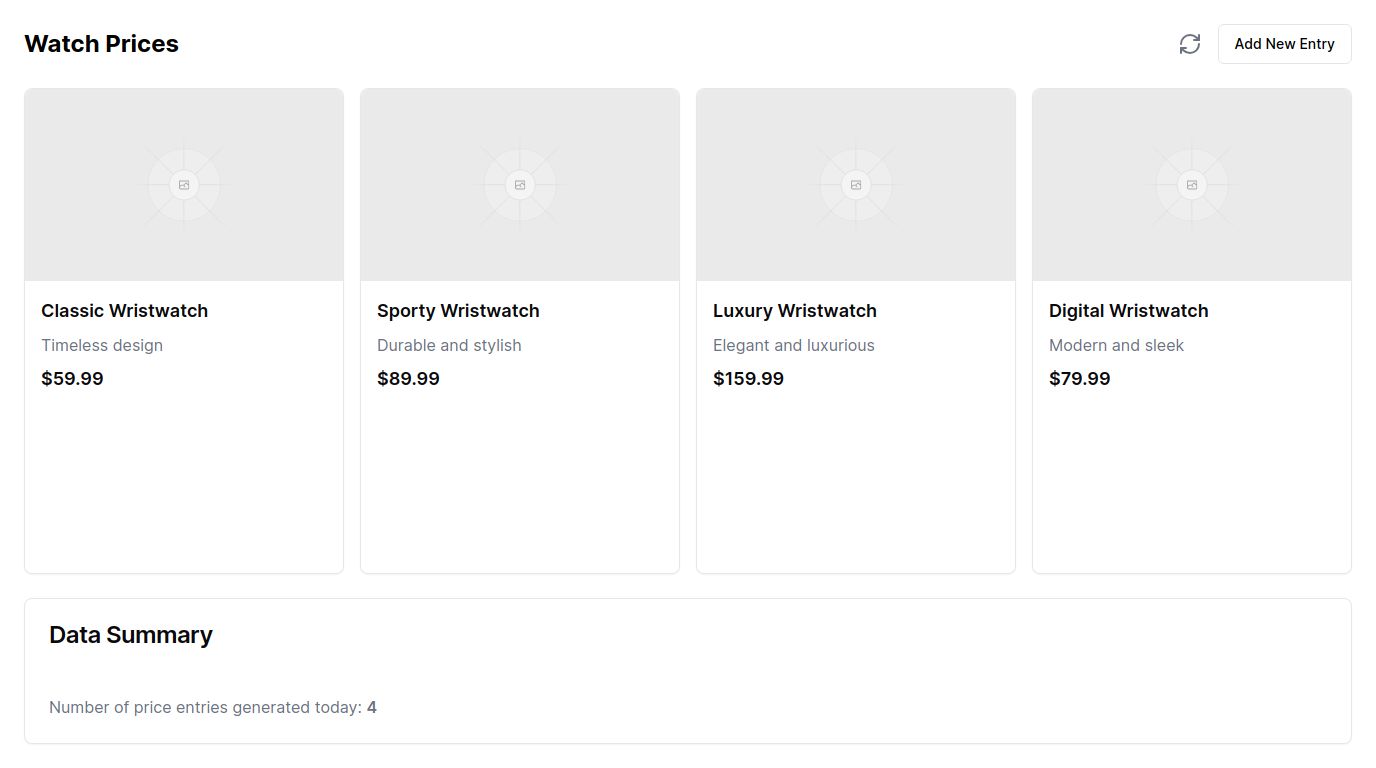 Watch Prices
Add New Entry
Classic Wristwatch
Timeless design
$59.99
Sporty Wristwatch
Durable and stylish
$89.99
Luxury Wristwatch
Elegant and luxurious
$159.99
Digital Wristwatch
Modern and sleek
$79.99
Data Summary
Number of price entries generated today: 4